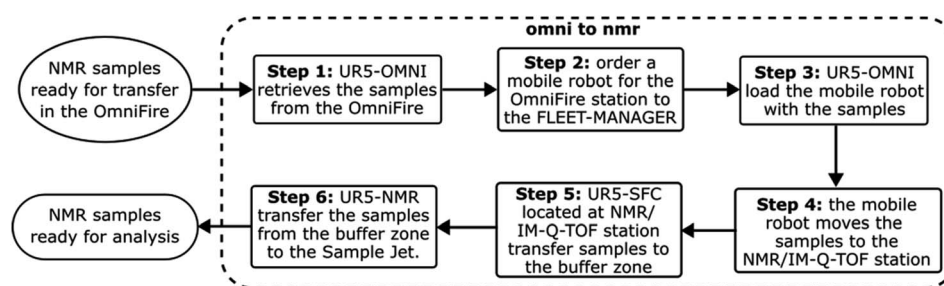 omni to nmr
NMR samples
ready for transfer
in the OmniFire
Step 1: UR5-OMNI
retrieves the samples
from the OmniFire
Step 2: order a
mobile robot for the
OmniFire station to
the FLEET-MANAGER
Step 3: UR5-OMNI
load the mobile robot
with the samples
Step 4: the mobile
robot moves the
samples to the
NMR/IM-Q-TOF station
Step 5: UR5-SFC
located at NMR/
IM-Q-TOF station
transfer samples to
the buffer zone
Step 6: UR5-NMR
transfer the samples
from the buffer zone
to the Sample Jet.
NMR samples
ready for analysis